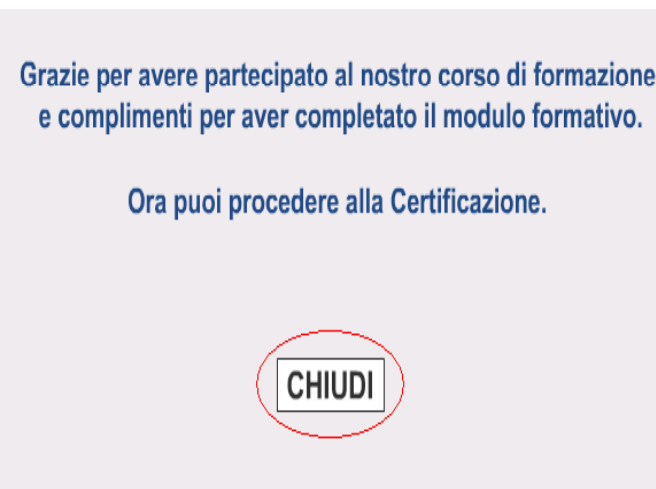 Grazie per avere partecipato al nostro corso di formazione
e complimenti per aver completato il modulo formativo.
Ora puoi procedere alla Certificazione.
CHIUDI